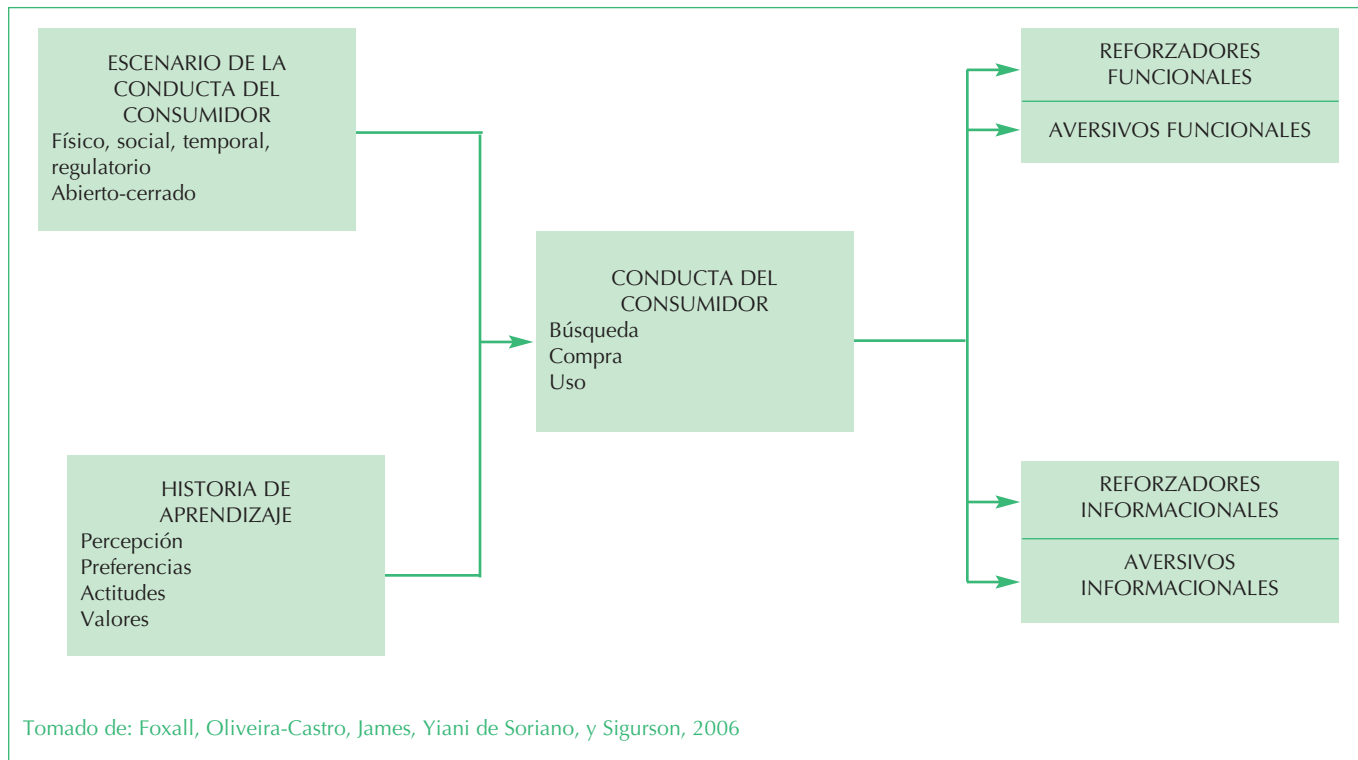 ESCENARIO DE LA
CONDUCTA DEL
CONSUMIDOR
Físico, social, temporal,
regulatorio
Abierto-cerrado
HISTORIA DE
APRENDIZAJE
Percepción
Preferencias
Actitudes
Valores
CONDUCTA DEL
CONSUMIDOR
Búsqueda
Compra
Uso
REFORZADORES
FUNCIONALES
AVERSIVOS FUNCIONALES
REFORZADORES
INFORMACIONALES
AVERSIVOS
INFORMACIONALES
Tomado de: Foxall, Oliveira-Castro, James, Yiani de Soriano, y Sigurson, 2006